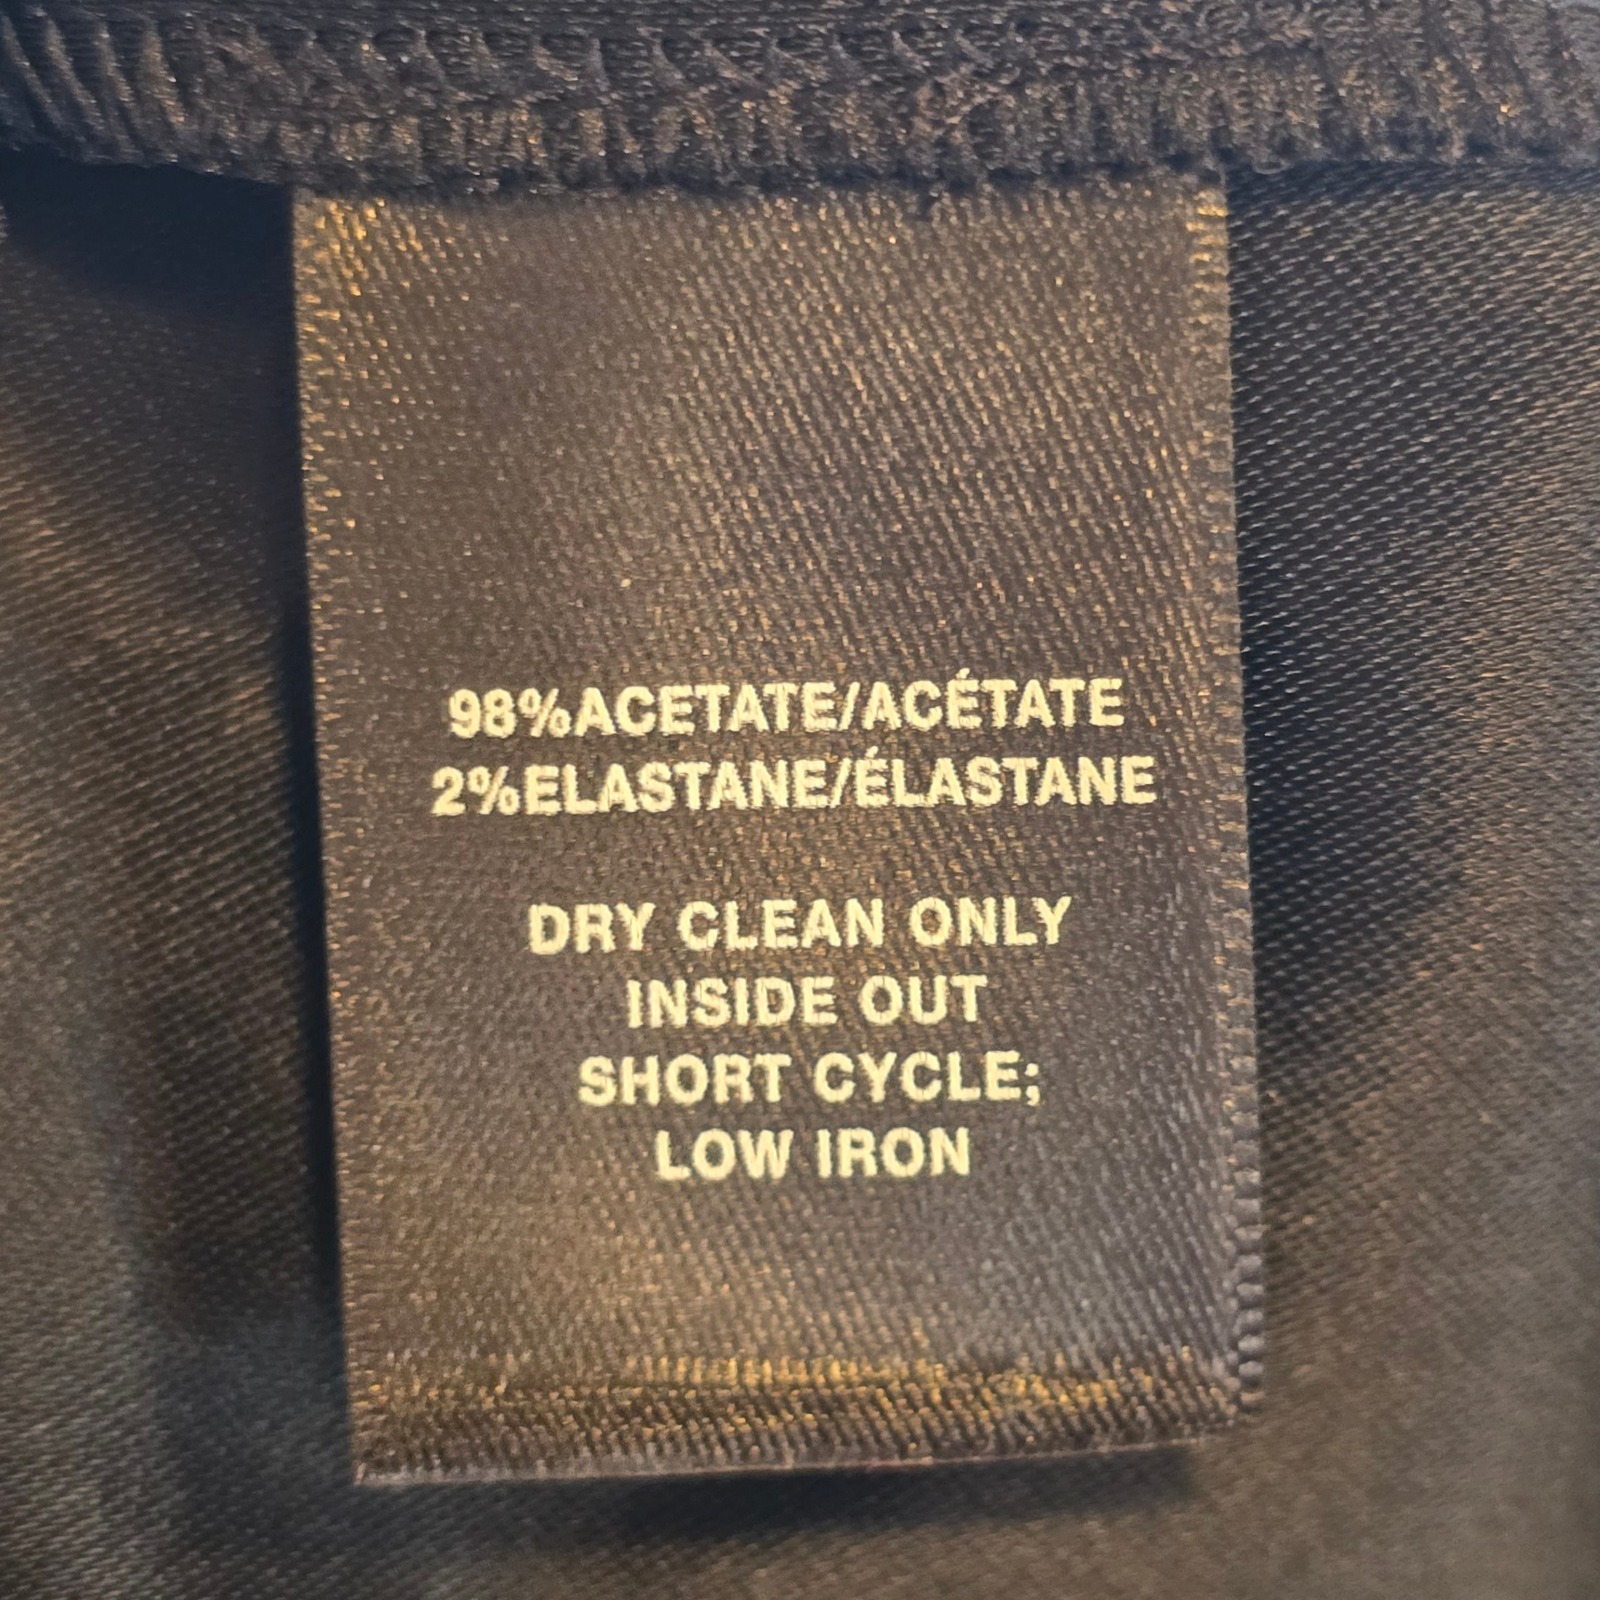 98%ACETATE/ACÉTATE
2%ELASTANE/ÉLASTANE
DRY CLEAN ONLY
INSIDE OUT
SHORT CYCLE;
LOW IRON